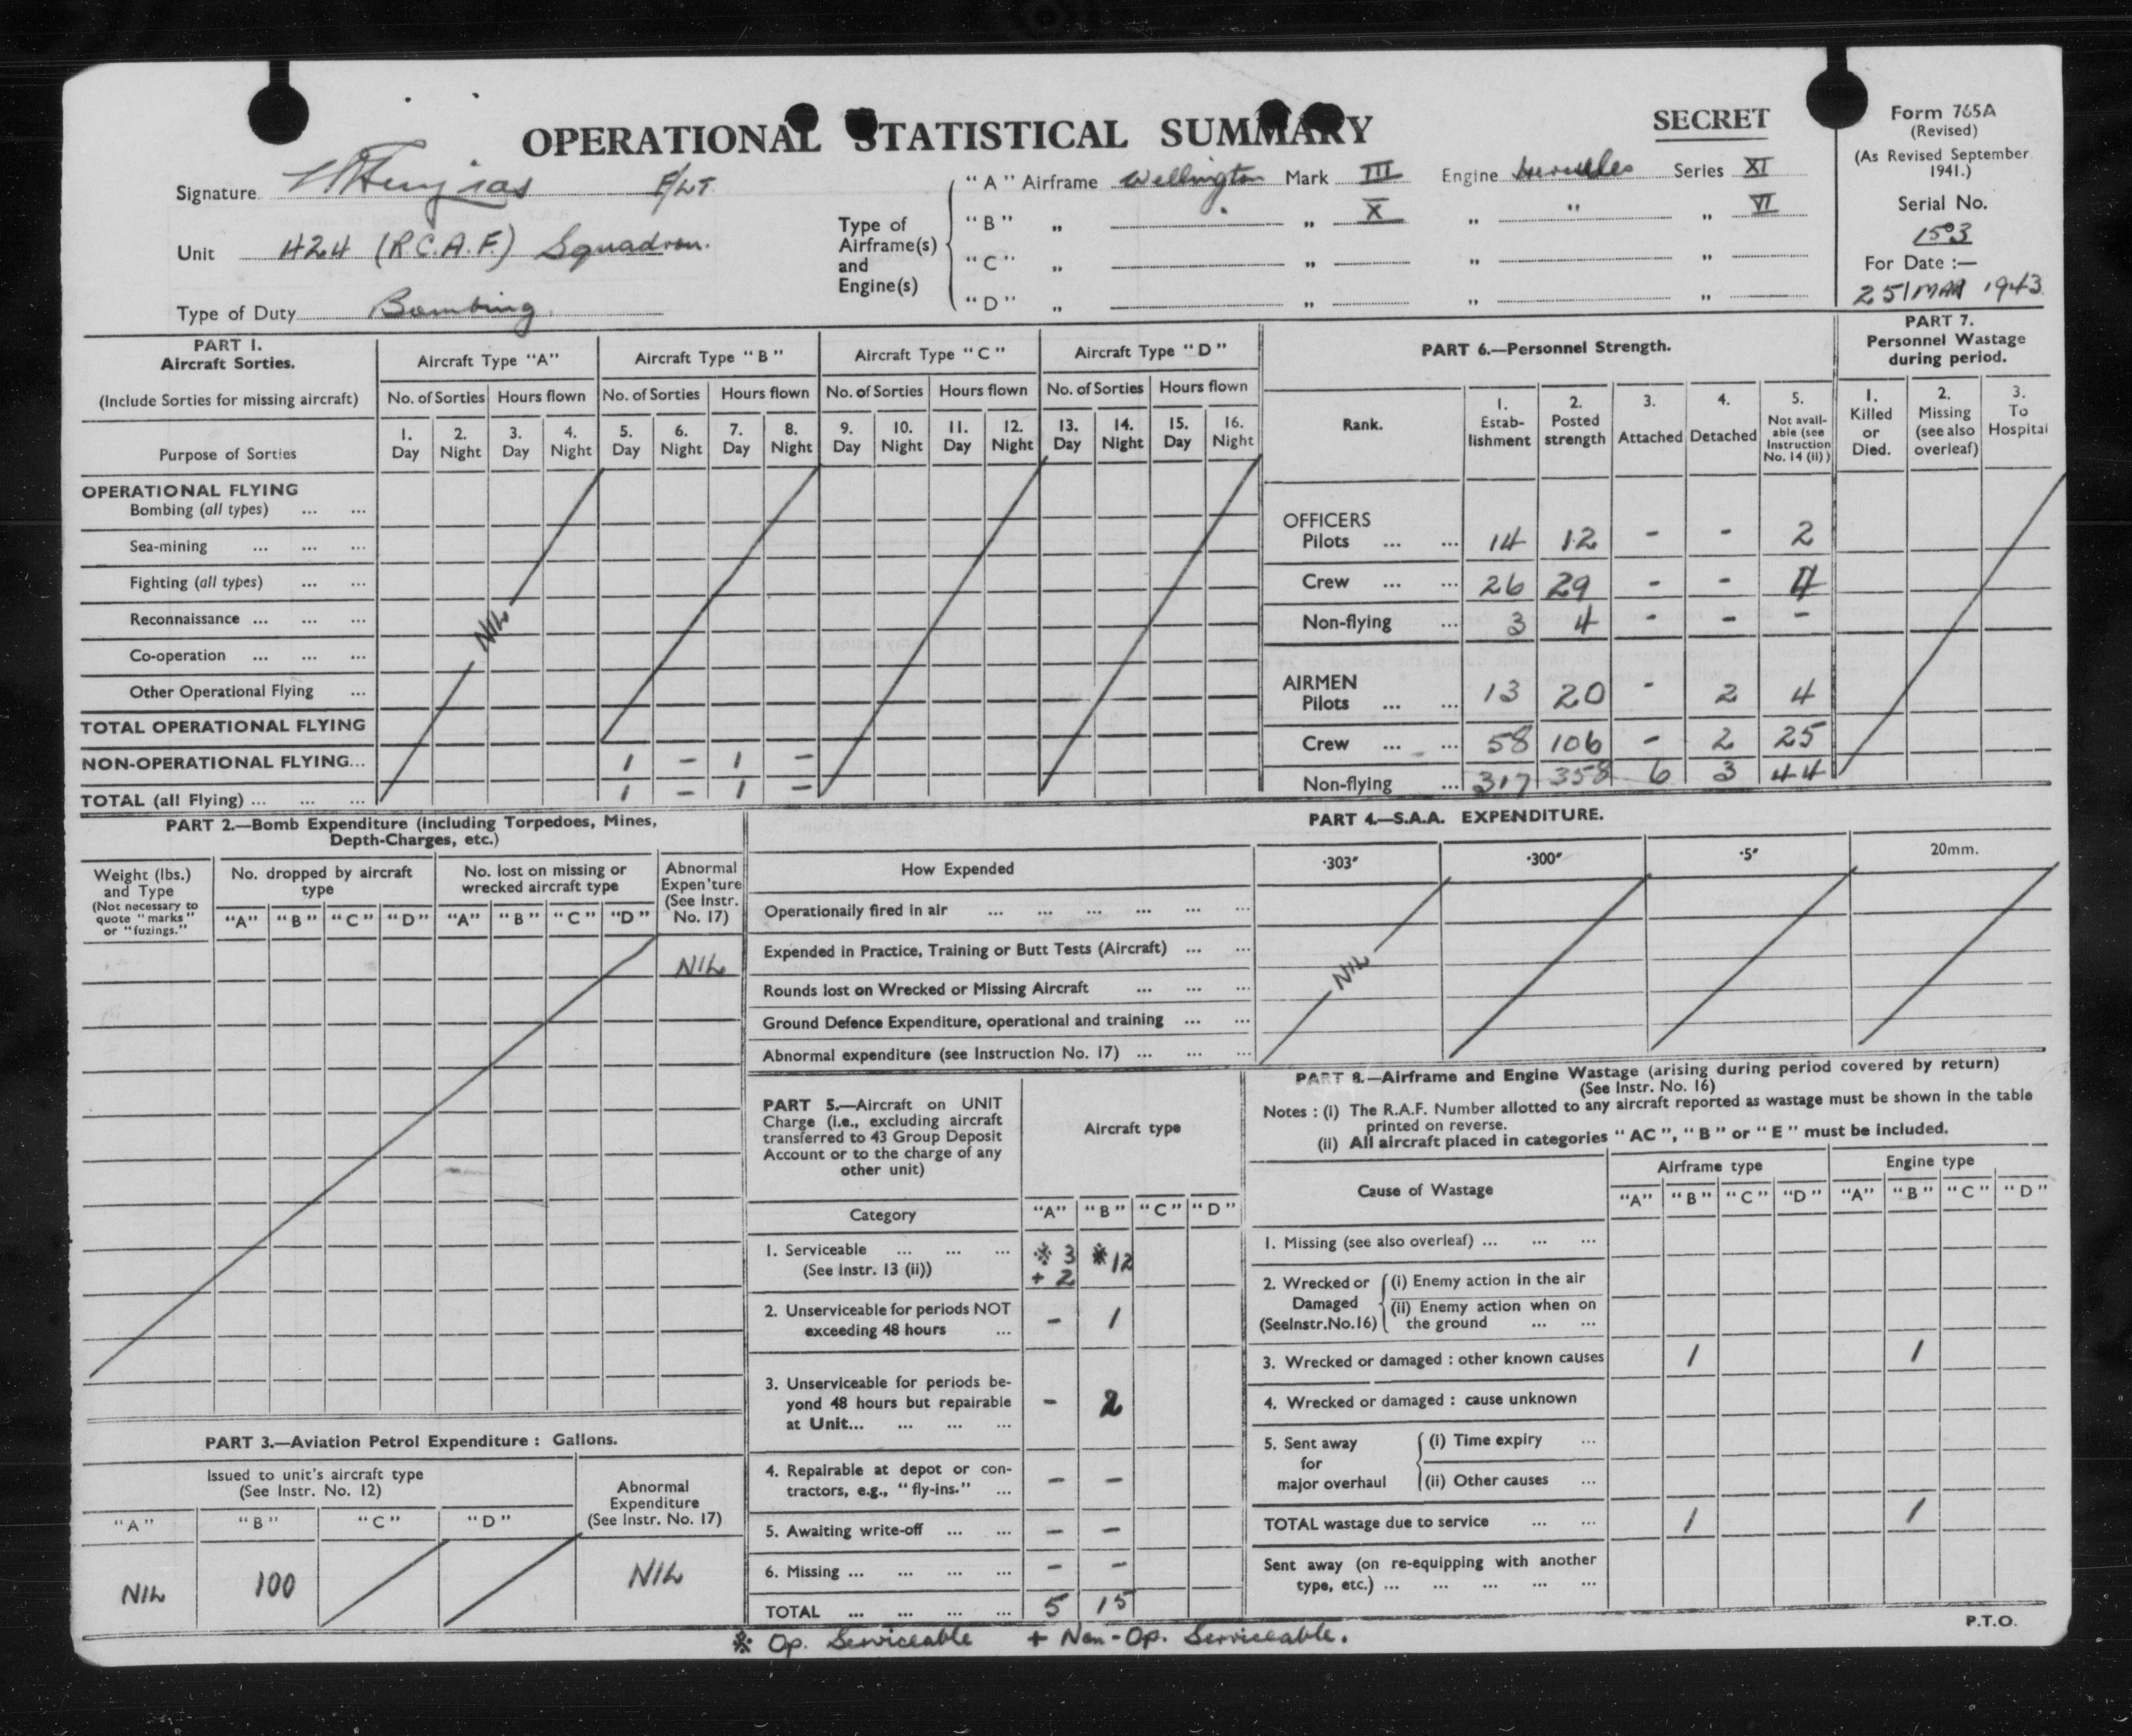 OPERATIONAL STATISTICAL SUMMARY
SECRET
Form 765A
(Revised)
(As Revised September 1941.)
Serial No.
1503
For Date :—
25 MAR 1943
Signature F/LT.
Unit 424 (R.C.A.F.) Squadron.
Type of Duty Bombing.
Type of Airframe(s) and Engine(s)
"A" Airframe Wellington Mark III Engine Hercules Series XI
"B" „ " „ X „ " „ VI
"C" „ „ „ „
"D" „ „ „ „
PART I.
Aircraft Sorties.
(Include Sorties for missing aircraft)
Purpose of Sorties
Aircraft Type "A" Aircraft Type "B" Aircraft Type "C" Aircraft Type "D"
No. of Sorties Hours flown No. of Sorties Hours flown No. of Sorties Hours flown No. of Sorties Hours flown
1. Day 2. Night 3. Day 4. Night 5. Day 6. Night 7. Day 8. Night 9. Day 10. Night 11. Day 12. Night 13. Day 14. Night 15. Day 16. Night
OPERATIONAL FLYING
Bombing (all types) ... ...
Sea-mining ... ... ...
Fighting (all types) ... ...
Reconnaissance ... ... ...
Co-operation ... ... ...
Other Operational Flying ...
NIL
TOTAL OPERATIONAL FLYING
NON-OPERATIONAL FLYING... 1 - 1 -
TOTAL (all Flying) ... ... ... 1 - 1 -
PART 6.—Personnel Strength.
Rank.
1. Estab-lishment 2. Posted strength 3. Attached 4. Detached 5. Not avail-able (see Instruction No. 14 (ii) )
OFFICERS
Pilots ... ... 14 12 - - 2
Crew ... ... 26 29 - - 4
Non-flying ... 3 4 - - -
AIRMEN
Pilots ... ... 13 20 - 2 4
Crew ... ... 58 106 - 2 25
Non-flying ... 317 358 6 3 44
PART 7.
Personnel Wastage during period.
1. Killed or Died. 2. Missing (see also overleaf) 3. To Hospital
PART 2.—Bomb Expenditure (including Torpedoes, Mines, Depth-Charges, etc.)
Weight (lbs.) and Type (Not necessary to quote "marks" or "fuzings."
No. dropped by aircraft type
No. lost on missing or wrecked aircraft type
Abnormal Expen'ture (See Instr. No. 17)
"A" "B" "C" "D" "A" "B" "C" "D"
NIL
PART 3.—Aviation Petrol Expenditure : Gallons.
Issued to unit's aircraft type
(See Instr. No. 12)
Abnormal Expenditure (See Instr. No. 17)
"A" "B" "C" "D"
NIL 100 NIL
PART 4.—S.A.A. EXPENDITURE.
How Expended ·303" ·300" ·5" 20mm.
Operationally fired in air ... ... ... ... ... ...
Expended in Practice, Training or Butt Tests (Aircraft) ... ...
Rounds lost on Wrecked or Missing Aircraft ... ... ...
Ground Defence Expenditure, operational and training ... ...
Abnormal expenditure (see Instruction No. 17) ... ... ...
NIL
PART 5.—Aircraft on UNIT Charge (i.e., excluding aircraft transferred to 43 Group Deposit Account or to the charge of any other unit)
Aircraft type
Category "A" "B" "C" "D"
1. Serviceable ... ... ... ※ 3 ※ 12
(See Instr. 13 (ii)) + 2
2. Unserviceable for periods NOT exceeding 48 hours ... - 1
3. Unserviceable for periods be-yond 48 hours but repairable at Unit... ... ... ... - 2
4. Repairable at depot or con-tractors, e.g., "fly-ins." ... - -
5. Awaiting write-off ... ... - -
6. Missing ... ... ... ... - -
TOTAL ... ... ... ... 5 15
PART 8.—Airframe and Engine Wastage (arising during period covered by return)
(See Instr. No. 16)
Notes : (i) The R.A.F. Number allotted to any aircraft reported as wastage must be shown in the table printed on reverse.
(ii) All aircraft placed in categories "AC", "B" or "E" must be included.
Cause of Wastage
Airframe type Engine type
"A" "B" "C" "D" "A" "B" "C" "D"
1. Missing (see also overleaf) ... ... ...
2. Wrecked or Damaged (See Instr. No. 16)
(i) Enemy action in the air
(ii) Enemy action when on the ground ... ...
3. Wrecked or damaged : other known causes 1 1
4. Wrecked or damaged : cause unknown
5. Sent away for major overhaul
(i) Time expiry ...
(ii) Other causes ...
TOTAL wastage due to service ... ... 1 1
Sent away (on re-equipping with another type, etc.) ... ... ... ... ...
P.T.O.
※ Op. Serviceable + Non-Op. Serviceable.